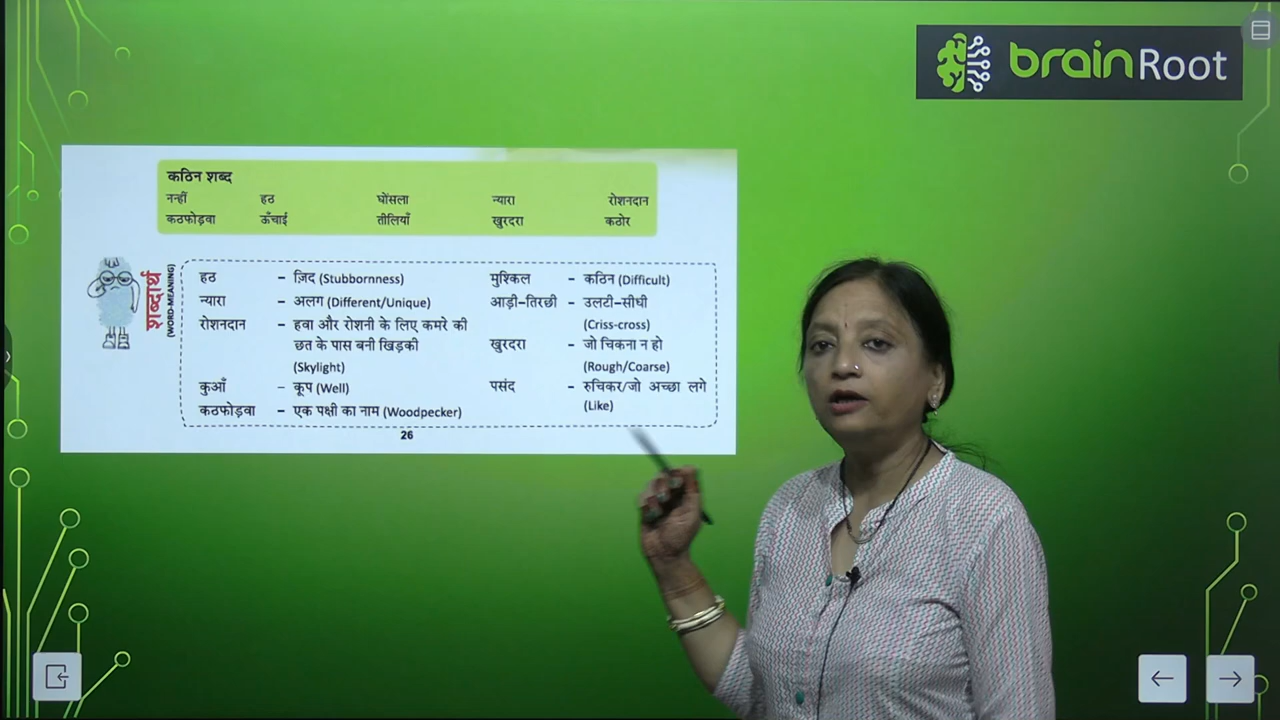 brainRoot
कठिन शब्द
नन्हीं हठ घोंसला न्यारा रोशनदान
कठफोड़वा ऊँचाई तीलियाँ खुरदरा कठोर
शब्दार्थ
(WORD-MEANING)
हठ – ज़िद (Stubbornness)
न्यारा – अलग (Different/Unique)
रोशनदान – हवा और रोशनी के लिए कमरे की
छत के पास बनी खिड़की
(Skylight)
कुआँ – कूप (Well)
कठफोड़वा – एक पक्षी का नाम (Woodpecker)
मुश्किल – कठिन (Difficult)
आड़ी-तिरछी – उलटी-सीधी
(Criss-cross)
खुरदरा – जो चिकना न हो
(Rough/Coarse)
पसंद – रुचिकर/जो अच्छा लगे
(Like)
26